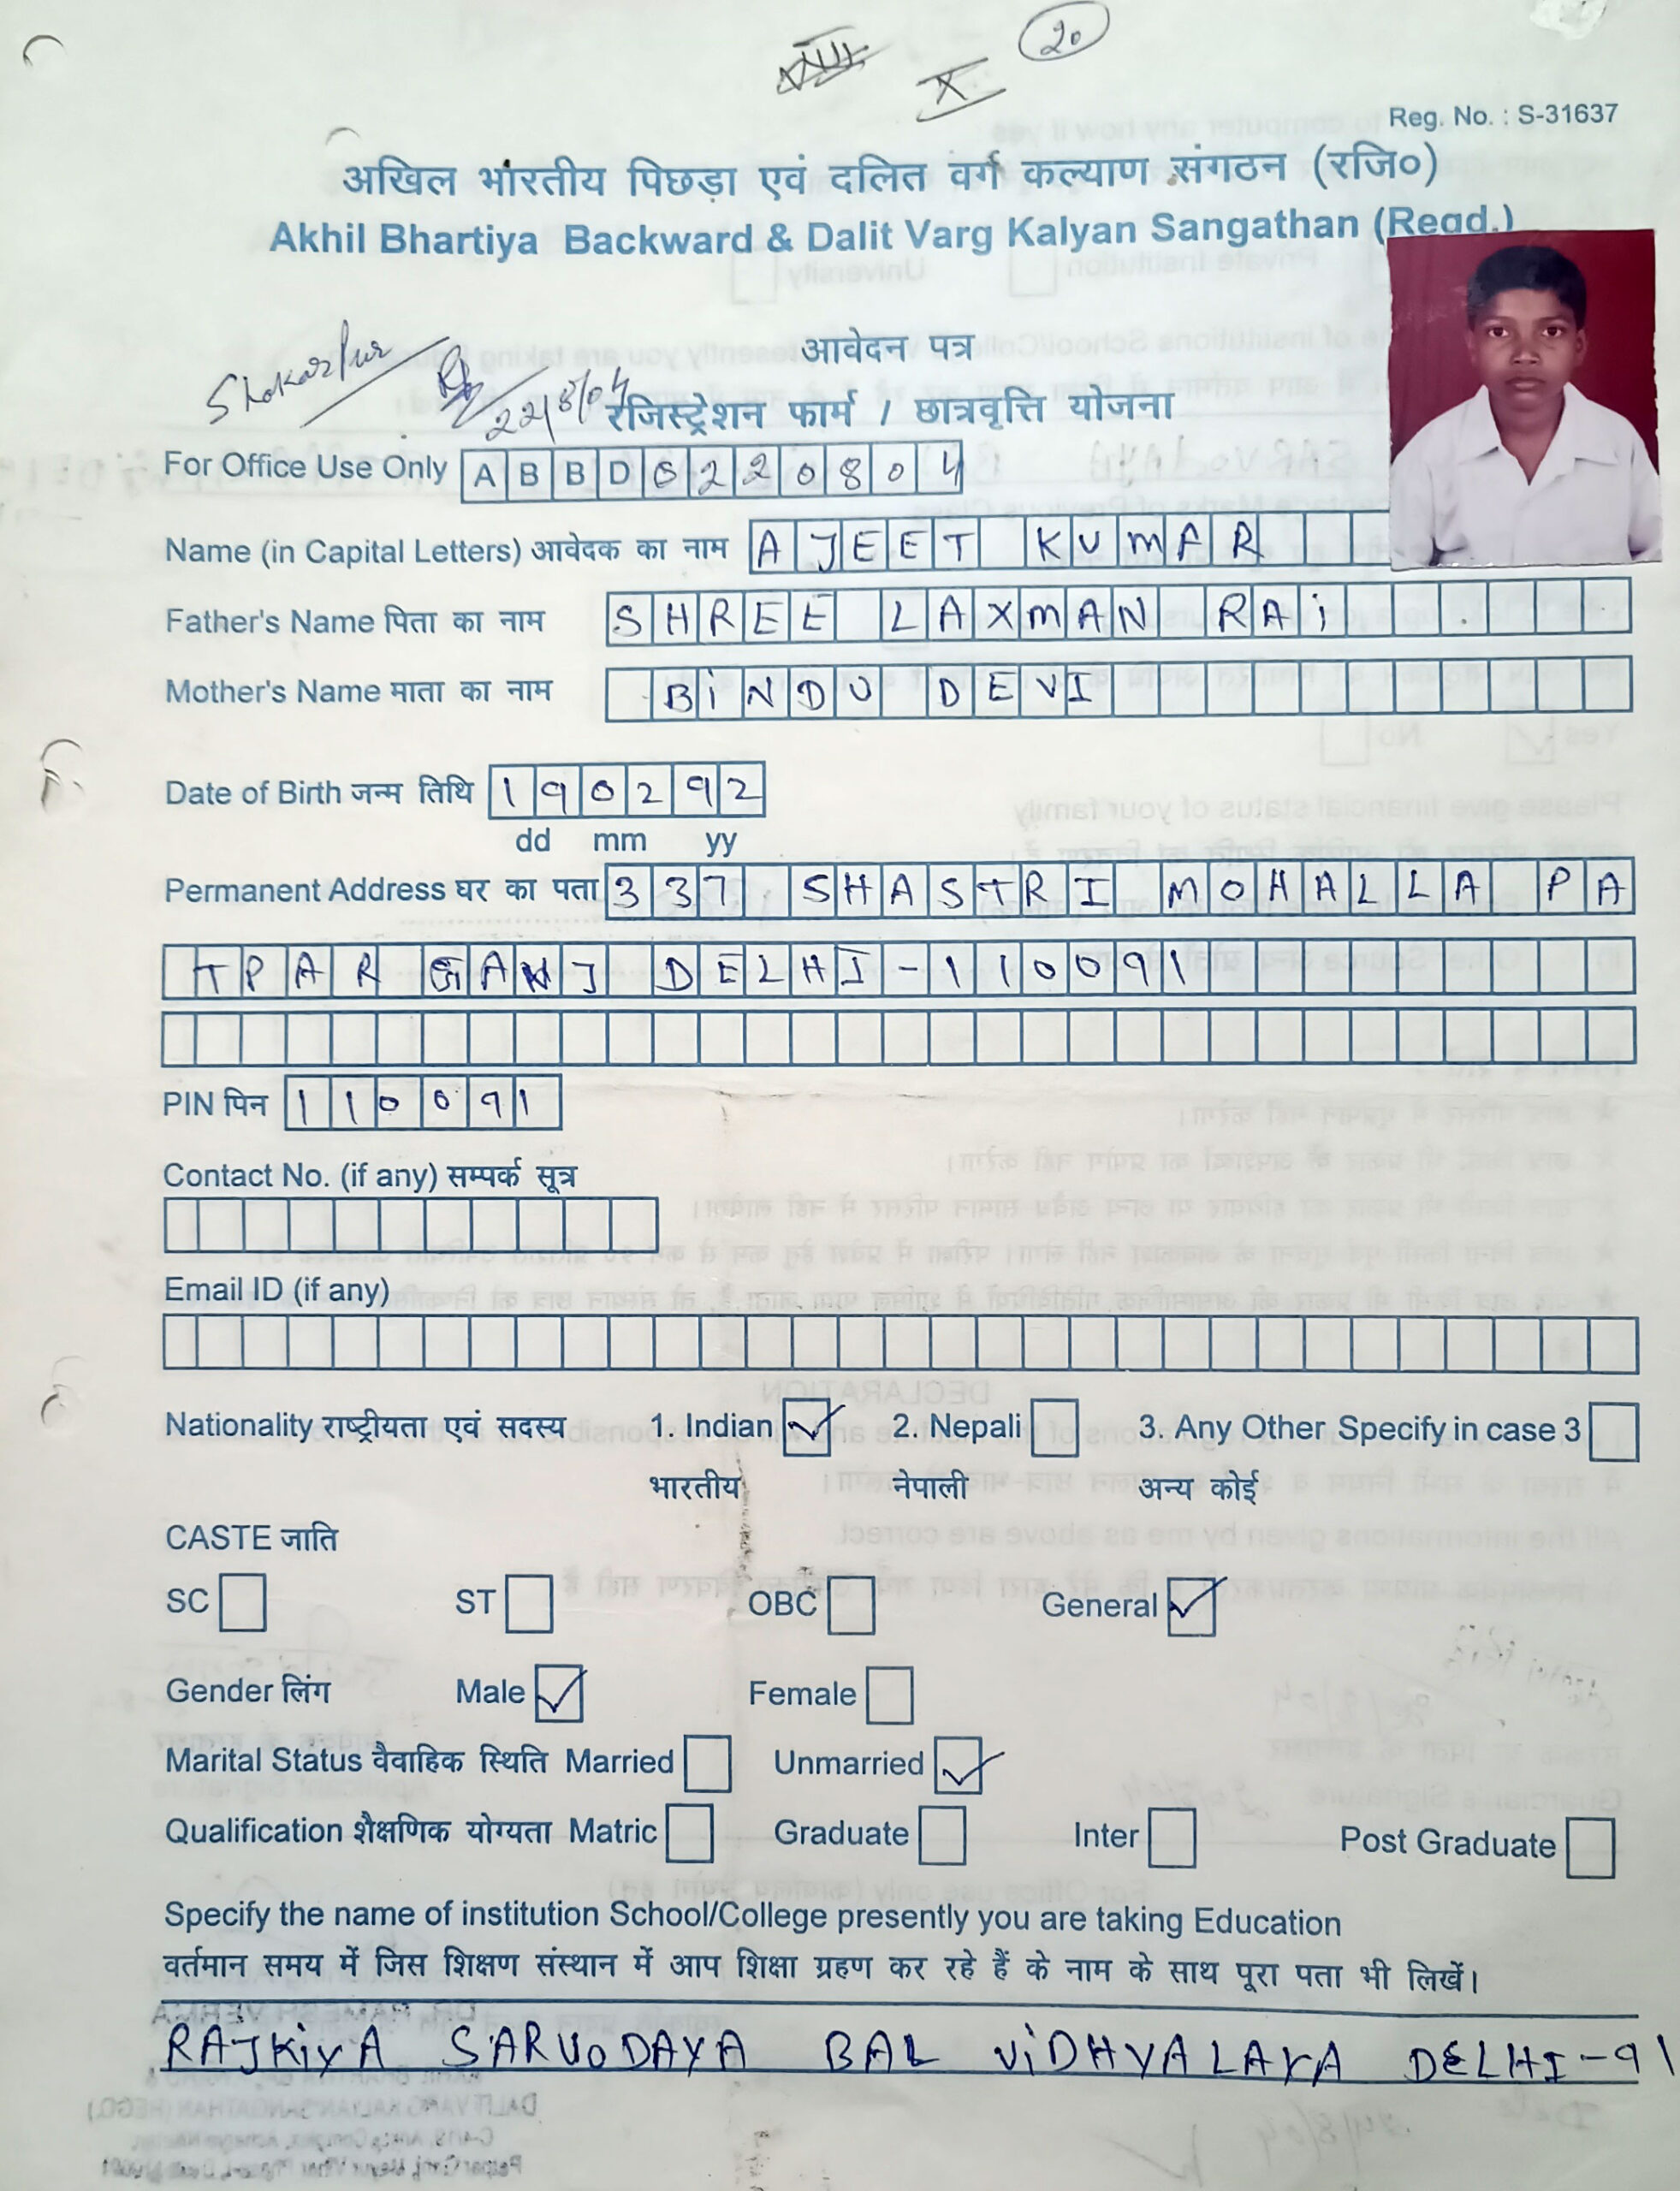 20
X
Reg. No. : S-31637
अखिल भारतीय पिछड़ा एवं दलित वर्ग कल्याण संगठन (रजि०)
Akhil Bhartiya Backward & Dalit Varg Kalyan Sangathan (Regd.)
Shakarpur
22/8/04
आवेदन पत्र
रजिस्ट्रेशन फार्म / छात्रवृत्ति योजना
For Office Use Only ABBD0220804
Name (in Capital Letters) आवेदक का नाम AJEET KUMAR
Father's Name पिता का नाम SHREE LAXMAN RAi
Mother's Name माता का नाम BiNDU DEVI
Date of Birth जन्म तिथि 190292
dd mm yy
Permanent Address घर का पता 337 SHASTRI MOHALLA PA
TPAR GANJ DELHI-110091
PIN पिन 110091
Contact No. (if any) सम्पर्क सूत्र
Email ID (if any)
Nationality राष्ट्रीयता एवं सदस्य 1. Indian 2. Nepali 3. Any Other Specify in case 3
भारतीय नेपाली अन्य कोई
CASTE जाति
SC ST OBC General
Gender लिंग Male Female
Marital Status वैवाहिक स्थिति Married Unmarried
Qualification शैक्षणिक योग्यता Matric Graduate Inter Post Graduate
Specify the name of institution School/College presently you are taking Education
वर्तमान समय में जिस शिक्षण संस्थान में आप शिक्षा ग्रहण कर रहे हैं के नाम के साथ पूरा पता भी लिखें।
RAJKiYA SARVODAYA BAL ViDHYALAYA DELHI-91